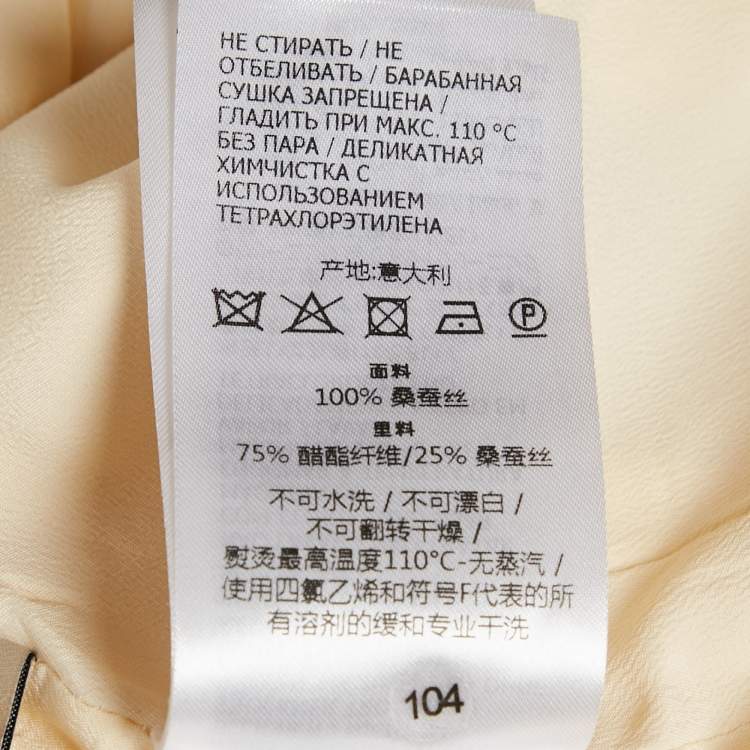 НЕ СТИРАТЬ / НЕ
ОТБЕЛИВАТЬ / БАРАБАННАЯ
СУШКА ЗАПРЕЩЕНА /
ГЛАДИТЬ ПРИ МАКС. 110 °C
БЕЗ ПАРА / ДЕЛИКАТНАЯ
ХИМЧИСТКА С
ИСПОЛЬЗОВАНИЕМ
ТЕТРАХЛОРЭТИЛЕНА
产地:意大利
P
面料
100% 桑蚕丝
里料
75% 醋酯纤维/25% 桑蚕丝
不可水洗 / 不可漂白 /
不可翻转干燥 /
熨烫最高温度110°C-无蒸汽 /
使用四氯乙烯和符号F代表的所
有溶剂的缓和专业干洗
104